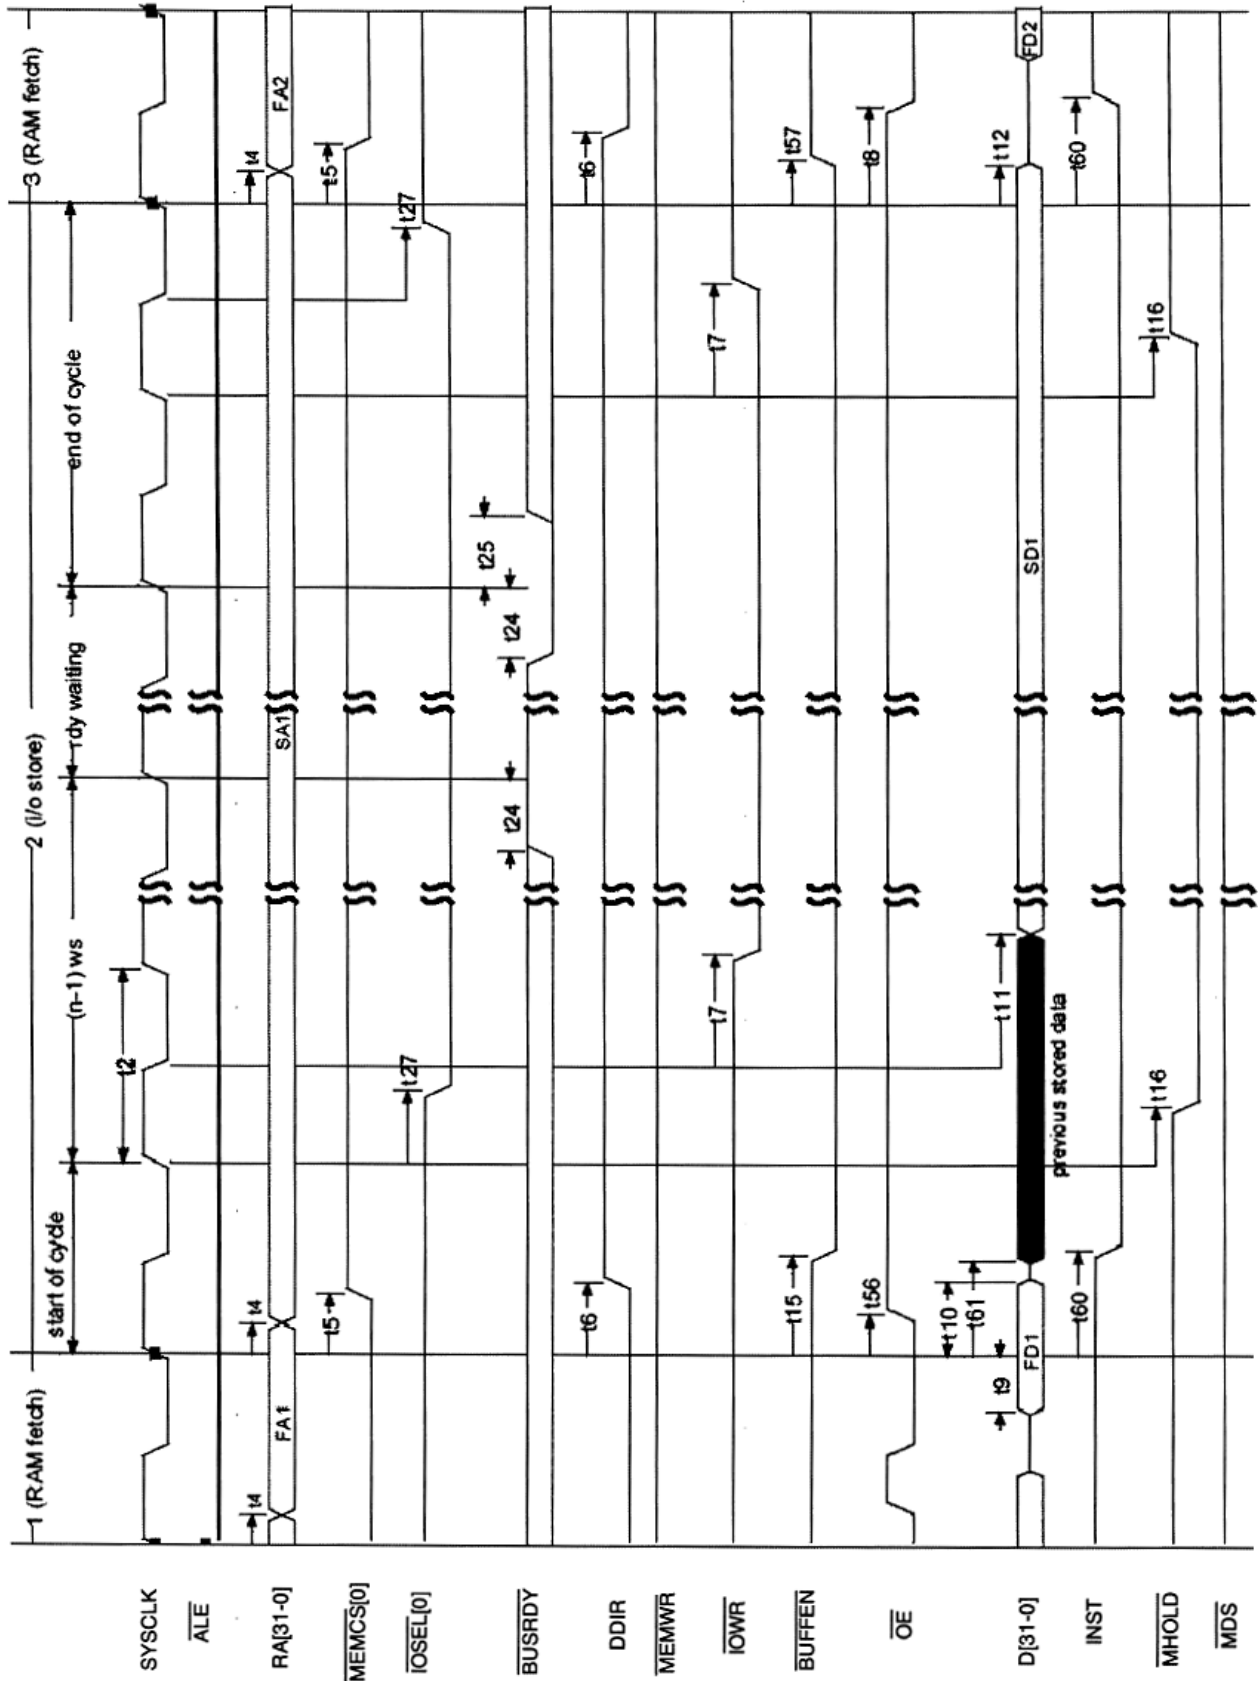 1 (RAM fetch) 2 (i/o store) 3 (RAM fetch)
start of cycle (n-1) ws rdy waiting end of cycle
t2
SYSCLK
ALE
t4 t4 t4
RA[31-0] FA1 SA1 FA2
t5 t5
MEMCS[0]
t27 t27
IOSEL[0]
t25
t24 t24
BUSRDY
t6 t6
DDIR
MEMWR
t7 t7
IOWR
t15 t57
BUFFEN
t56 t8
OE
t10
t61
t9 t11 t12
D[31-0] FD1 SD1 FD2
previous stored data
t60 t60
INST
t16 t16
MHOLD
MDS